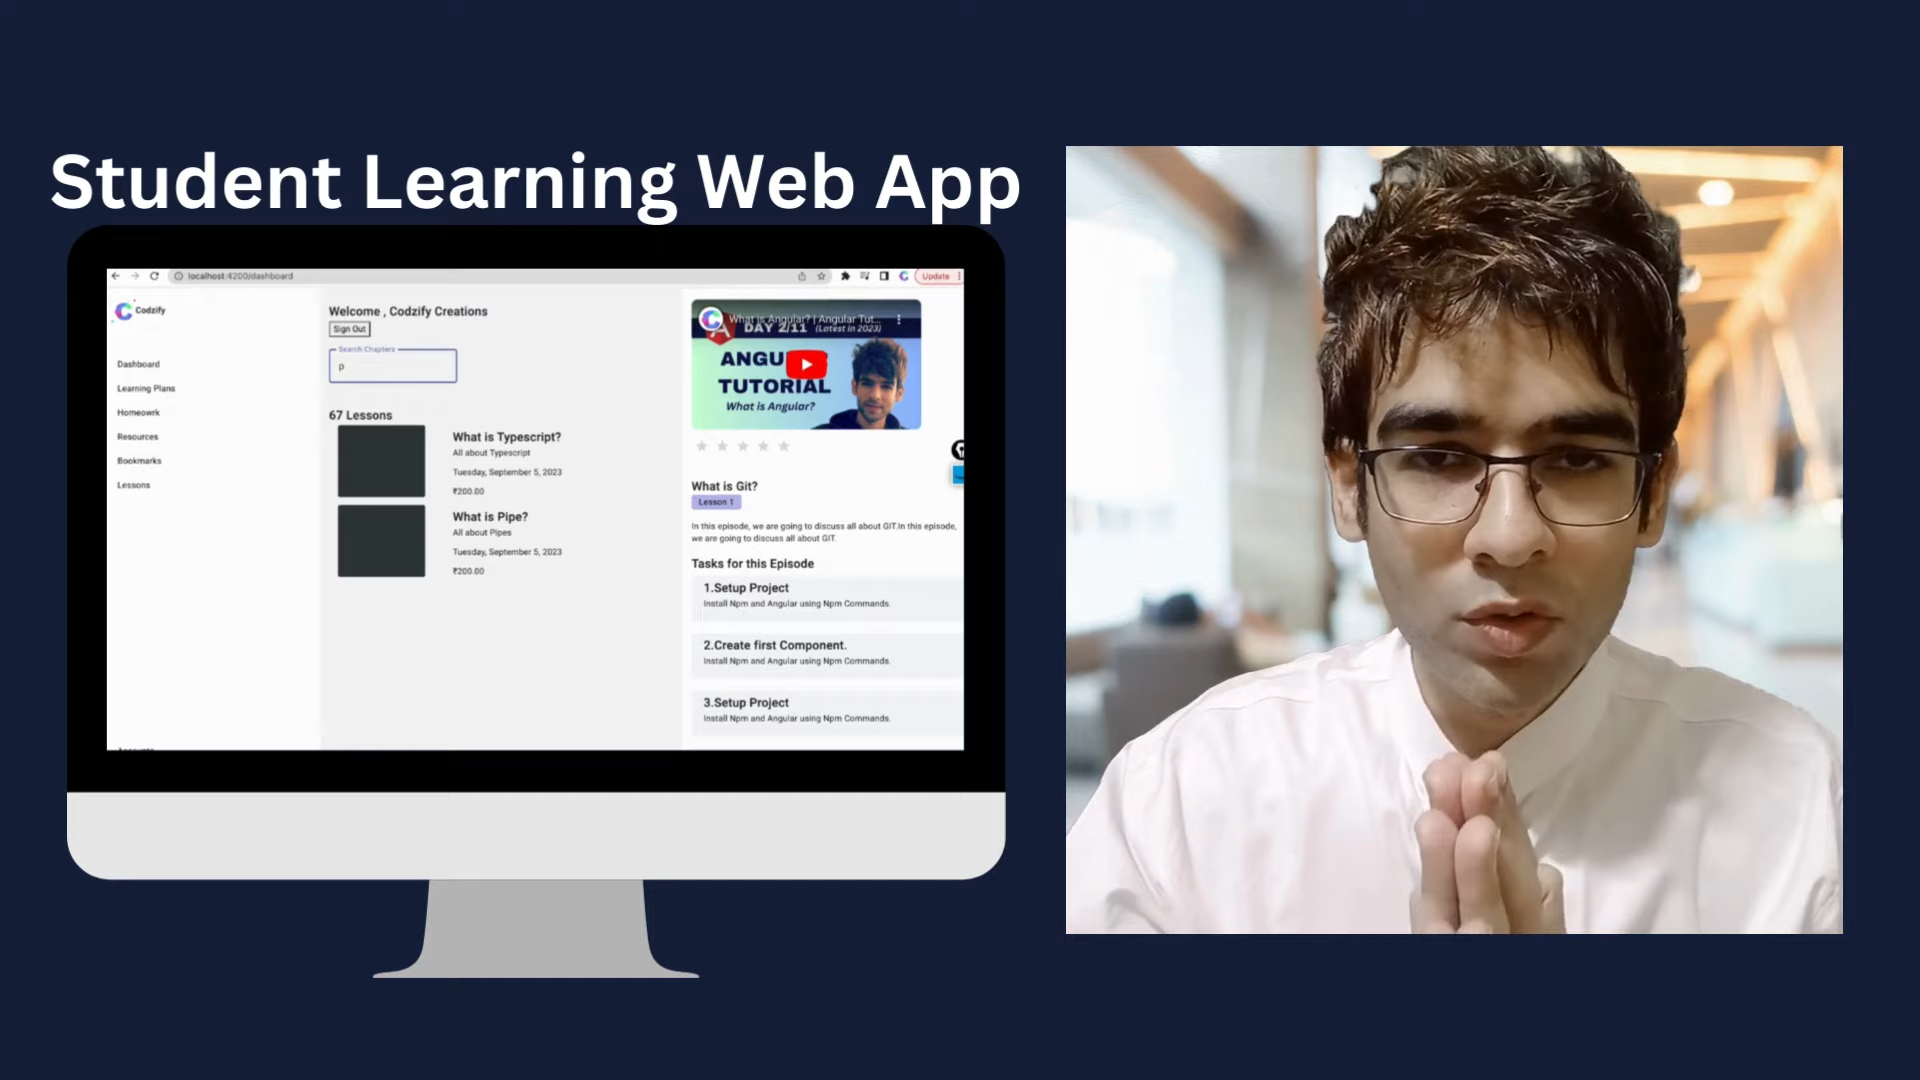 Student Learning Web App
localhost:4200/dashboard
Update
Codzify
Dashboard
Learning Plans
Homeowrk
Resources
Bookmarks
Lessons
Welcome , Codzify Creations
Sign Out
Search Chapters
p
67 Lessons
What is Typescript?
All about Typescript
Tuesday, September 5, 2023
₹200.00
What is Pipe?
All about Pipes
Tuesday, September 5, 2023
₹200.00
What is Angular? | Angular Tut...
DAY 2/11 (Latest in 2023)
TUTORIAL
What is Angular?
What is Git?
Lesson 1
In this episode, we are going to discuss all about GIT.In this episode,
we are going to discuss all about GIT.
Tasks for this Episode
1.Setup Project
Install Npm and Angular using Npm Commands.
2.Create first Component.
Install Npm and Angular using Npm Commands.
3.Setup Project
Install Npm and Angular using Npm Commands.